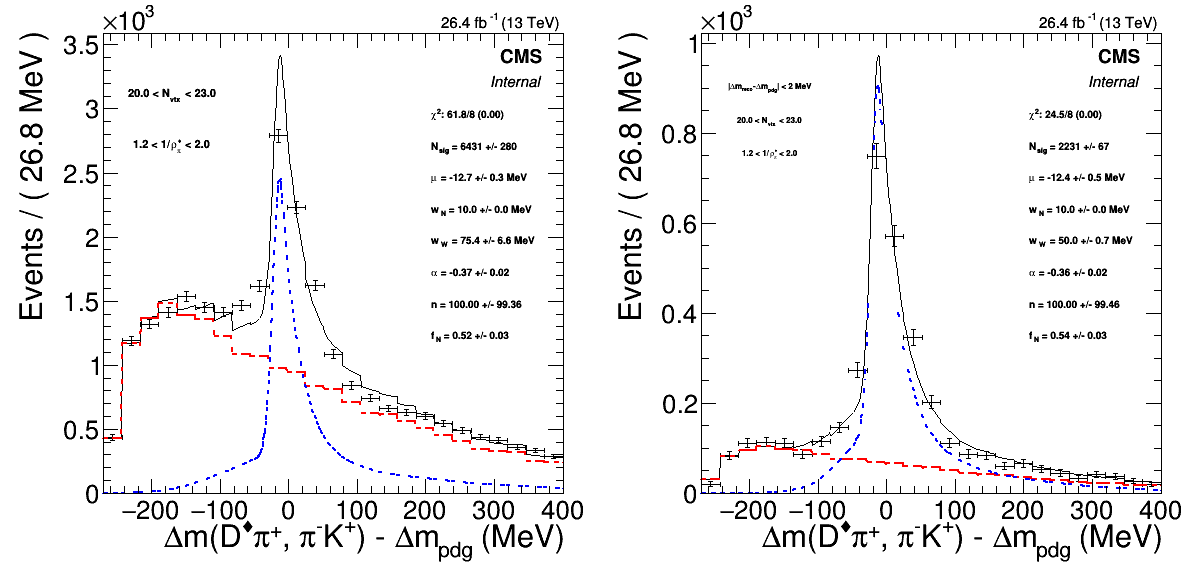 ×10³
26.4 fb⁻¹ (13 TeV)
CMS
Internal
20.0 < N_vtx < 23.0
1.2 < 1/ρ_π^♦ < 2.0
χ²: 61.8/8 (0.00)
N_sig = 6431 +/- 280
μ = -12.7 +/- 0.3 MeV
w_N = 10.0 +/- 0.0 MeV
w_W = 75.4 +/- 6.6 MeV
α = -0.37 +/- 0.02
n = 100.00 +/- 99.36
f_N = 0.52 +/- 0.03
Events / ( 26.8 MeV )
3.5
3
2.5
2
1.5
1
0.5
0
−200 −100 0 100 200 300 400
Δm(D^♦π⁺, π⁻K⁺) - Δm_pdg (MeV)
×10³
26.4 fb⁻¹ (13 TeV)
CMS
Internal
|Δm_reco-Δm_pdg| < 2 MeV
20.0 < N_vtx < 23.0
1.2 < 1/ρ_π^♦ < 2.0
χ²: 24.5/8 (0.00)
N_sig = 2231 +/- 67
μ = -12.4 +/- 0.5 MeV
w_N = 10.0 +/- 0.0 MeV
w_W = 50.0 +/- 0.7 MeV
α = -0.36 +/- 0.02
n = 100.00 +/- 99.46
f_N = 0.54 +/- 0.03
Events / ( 26.8 MeV )
1
0.8
0.6
0.4
0.2
0
−200 −100 0 100 200 300 400
Δm(D^♦π⁺, π⁻K⁺) - Δm_pdg (MeV)